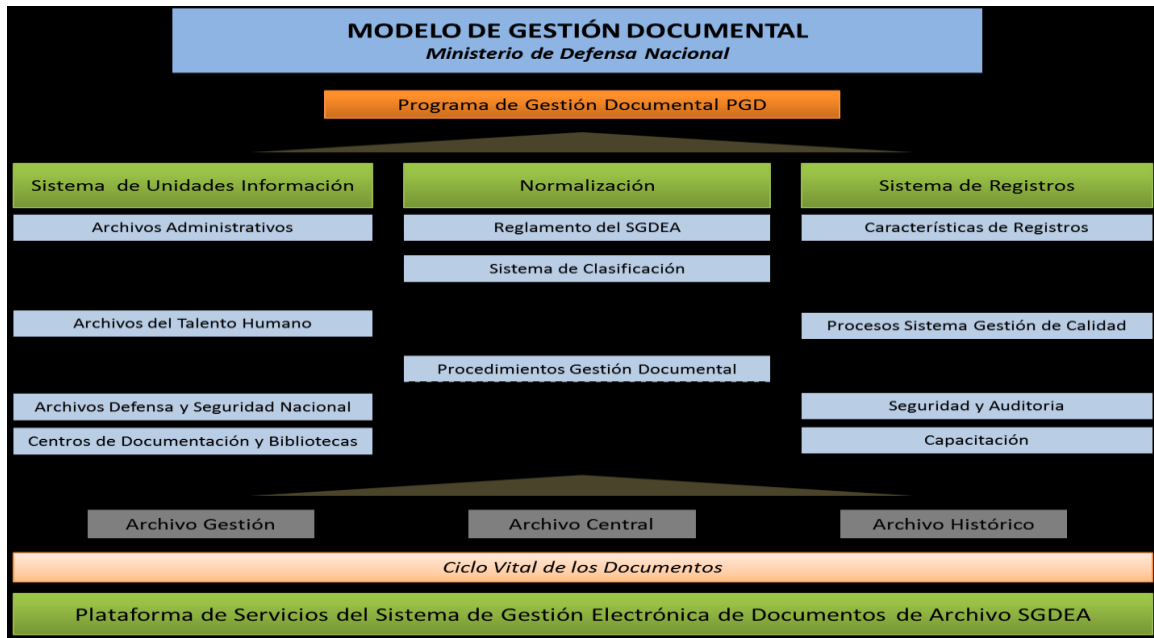 MODELO DE GESTIÓN DOCUMENTAL
Ministerio de Defensa Nacional
Programa de Gestión Documental PGD
Sistema de Unidades Información
Normalización
Sistema de Registros
Archivos Administrativos
Reglamento del SGDEA
Características de Registros
Sistema de Clasificación
Archivos del Talento Humano
Procesos Sistema Gestión de Calidad
Procedimientos Gestión Documental
Archivos Defensa y Seguridad Nacional
Seguridad y Auditoria
Centros de Documentación y Bibliotecas
Capacitación
Archivo Gestión
Archivo Central
Archivo Histórico
Ciclo Vital de los Documentos
Plataforma de Servicios del Sistema de Gestión Electrónica de Documentos de Archivo SGDEA